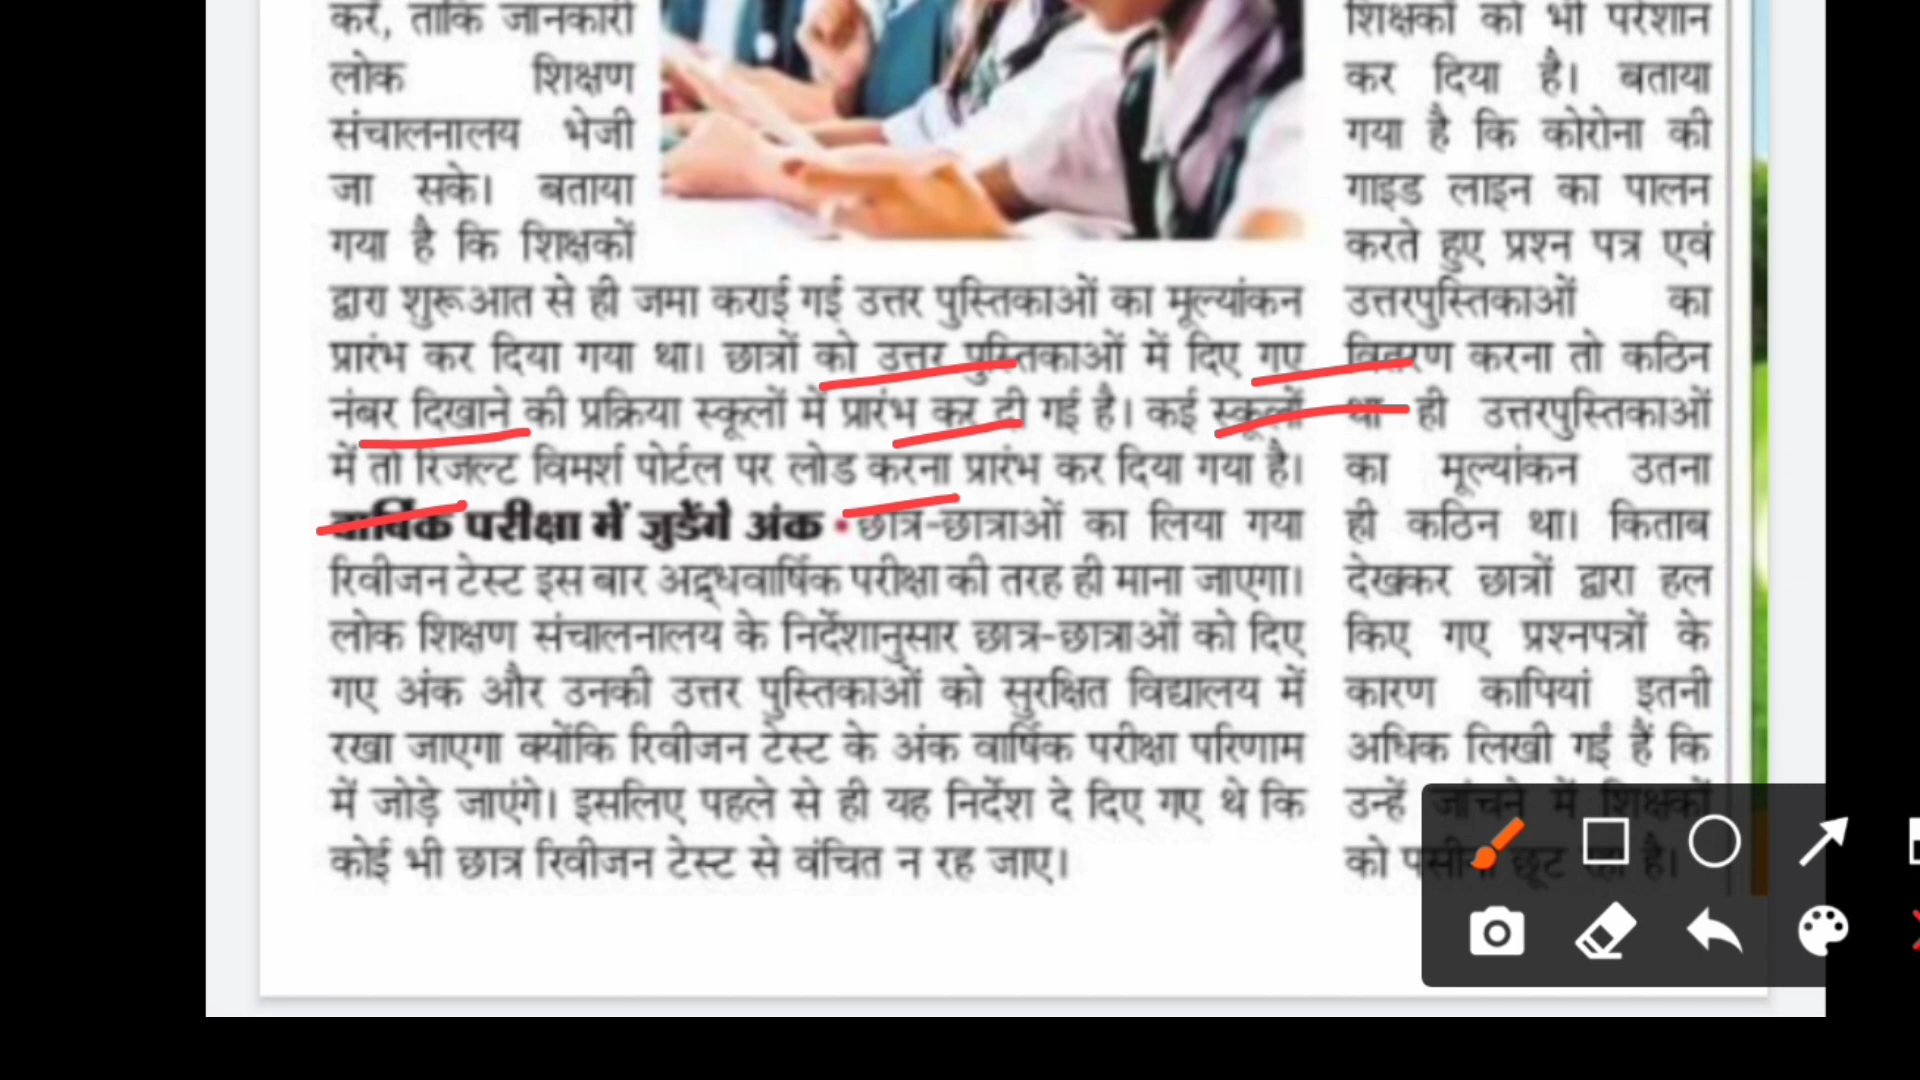 करें, ताकि जानकारी
लोक शिक्षण
संचालनालय भेजी
जा सके। बताया
गया है कि शिक्षकों
द्वारा शुरूआत से ही जमा कराई गई उत्तर पुस्तिकाओं का मूल्यांकन
प्रारंभ कर दिया गया था। छात्रों को उत्तर पुस्तिकाओं में दिए गए
नंबर दिखाने की प्रक्रिया स्कूलों में प्रारंभ कर दी गई है। कई स्कूलों
में तो रिजल्ट विमर्श पोर्टल पर लोड करना प्रारंभ कर दिया गया है।
वार्षिक परीक्षा में जुडेंगे अंक • छात्र-छात्राओं का लिया गया
रिवीजन टेस्ट इस बार अद्र्धवार्षिक परीक्षा की तरह ही माना जाएगा।
लोक शिक्षण संचालनालय के निर्देशानुसार छात्र-छात्राओं को दिए
गए अंक और उनकी उत्तर पुस्तिकाओं को सुरक्षित विद्यालय में
रखा जाएगा क्योंकि रिवीजन टेस्ट के अंक वार्षिक परीक्षा परिणाम
में जोड़े जाएंगे। इसलिए पहले से ही यह निर्देश दे दिए गए थे कि
कोई भी छात्र रिवीजन टेस्ट से वंचित न रह जाए।
शिक्षकों को भी परेशान
कर दिया है। बताया
गया है कि कोरोना की
गाइड लाइन का पालन
करते हुए प्रश्न पत्र एवं
उत्तरपुस्तिकाओं का
वितरण करना तो कठिन
था ही उत्तरपुस्तिकाओं
का मूल्यांकन उतना
ही कठिन था। किताब
देखकर छात्रों द्वारा हल
किए गए प्रश्नपत्रों के
कारण कापियां इतनी
अधिक लिखी गई हैं कि
उन्हें जांचने में शिक्षकों
को पसीना छूट रहा है।